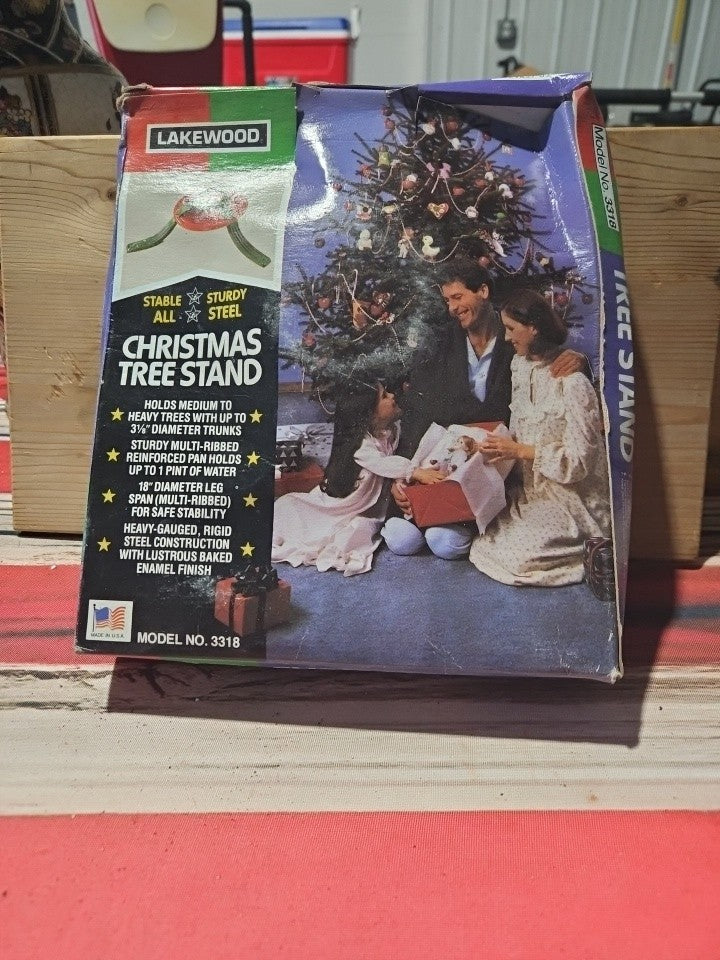 LAKEWOOD
STABLE STURDY
ALL STEEL
CHRISTMAS
TREE STAND
HOLDS MEDIUM TO
HEAVY TREES WITH UP TO
3⅛" DIAMETER TRUNKS
STURDY MULTI-RIBBED
REINFORCED PAN HOLDS
UP TO 1 PINT OF WATER
18" DIAMETER LEG
SPAN (MULTI-RIBBED)
FOR SAFE STABILITY
HEAVY-GAUGED, RIGID
STEEL CONSTRUCTION
WITH LUSTROUS BAKED
ENAMEL FINISH
MADE IN U.S.A.
MODEL NO. 3318
Model No. 3318
TREE STAND